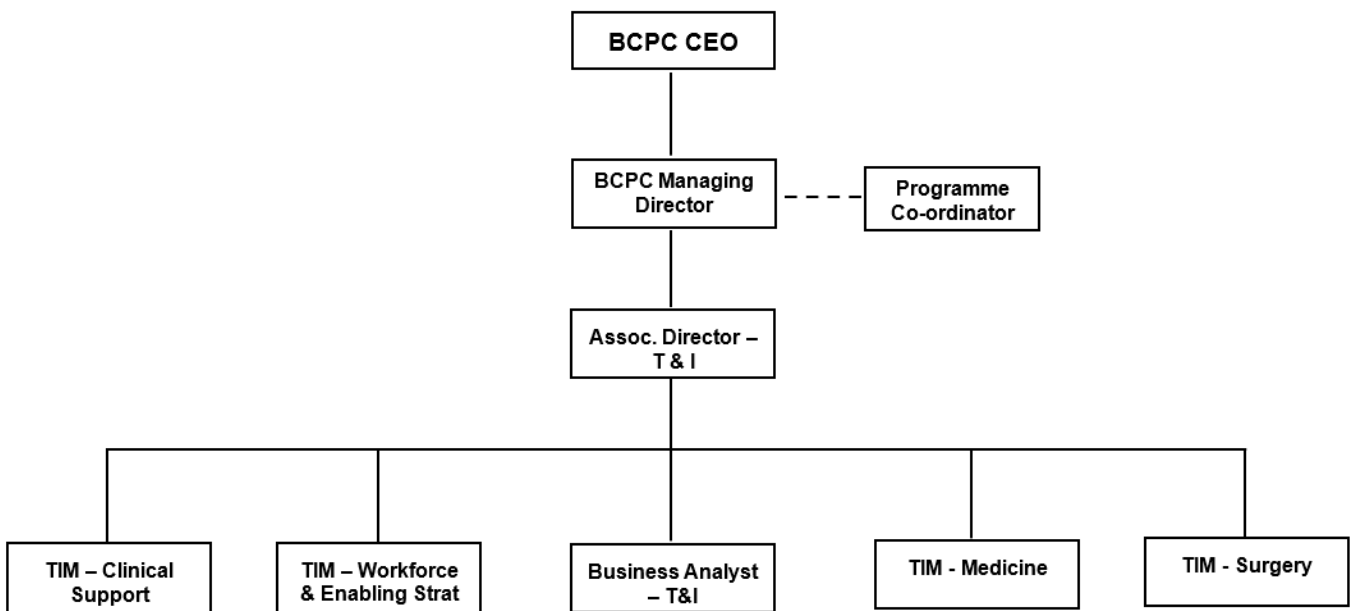 BCPC CEO
BCPC Managing
Director
Programme
Co-ordinator
Assoc. Director –
T & I
TIM – Clinical
Support
TIM – Workforce
& Enabling Strat
Business Analyst
– T&I
TIM - Medicine
TIM - Surgery